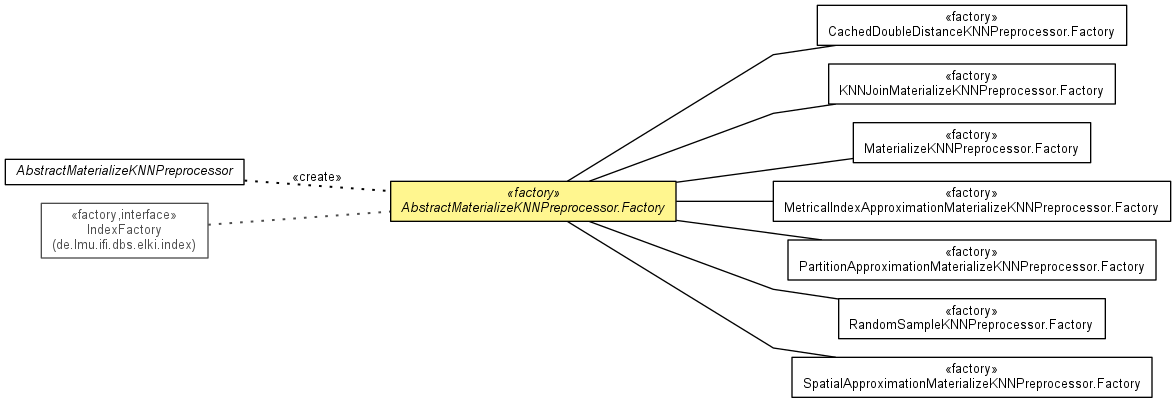 «factory»
CachedDoubleDistanceKNNPreprocessor.Factory
«factory»
KNNJoinMaterializeKNNPreprocessor.Factory
«factory»
MaterializeKNNPreprocessor.Factory
AbstractMaterializeKNNPreprocessor
«create»
«factory»
AbstractMaterializeKNNPreprocessor.Factory
«factory»
MetricalIndexApproximationMaterializeKNNPreprocessor.Factory
«factory,interface»
IndexFactory
(de.lmu.ifi.dbs.elki.index)
«factory»
PartitionApproximationMaterializeKNNPreprocessor.Factory
«factory»
RandomSampleKNNPreprocessor.Factory
«factory»
SpatialApproximationMaterializeKNNPreprocessor.Factory